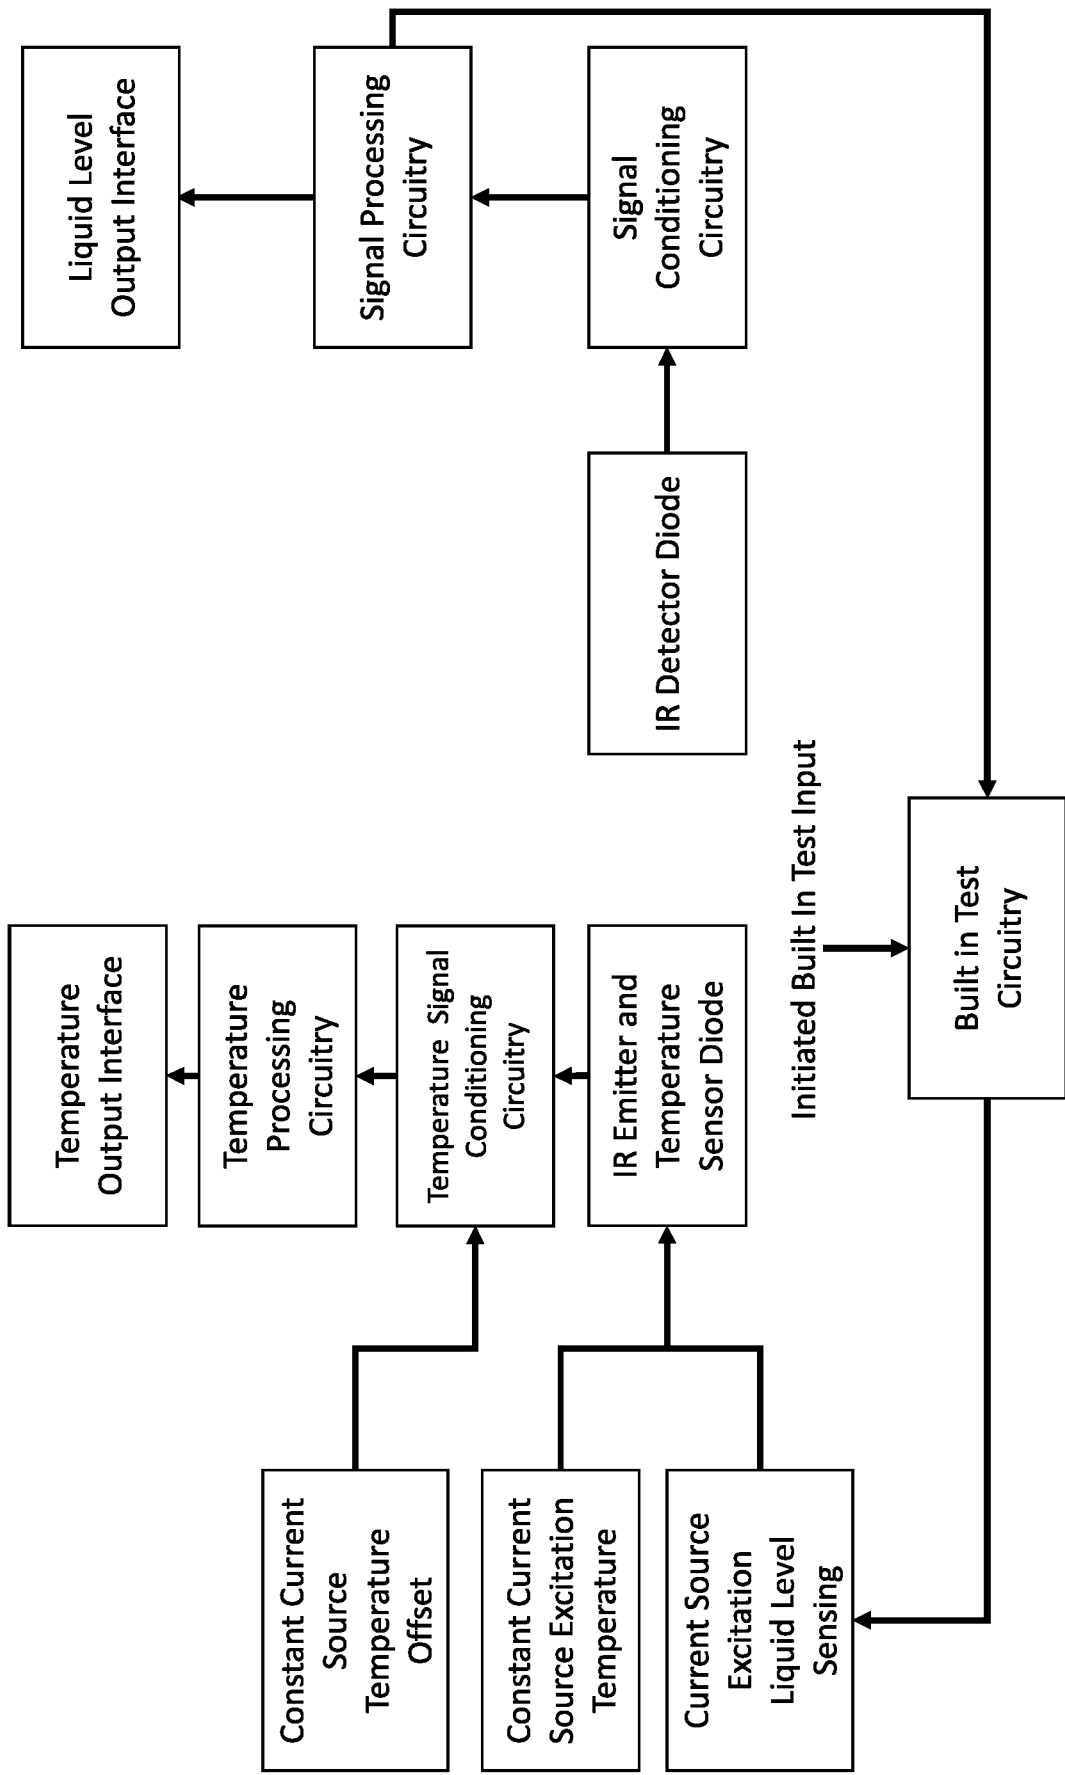 Constant Current
Source
Temperature
Offset
Constant Current
Source Excitation
Temperature
Current Source
Excitation
Liquid Level
Sensing
Temperature
Output Interface
Temperature
Processing
Circuitry
Temperature Signal
Conditioning
Circuitry
IR Emitter and
Temperature
Sensor Diode
Initiated Built In Test Input
Built in Test
Circuitry
IR Detector Diode
Liquid Level
Output Interface
Signal Processing
Circuitry
Signal
Conditioning
Circuitry